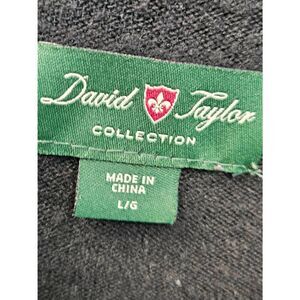 David Taylor
COLLECTION
MADE IN
CHINA
L/G